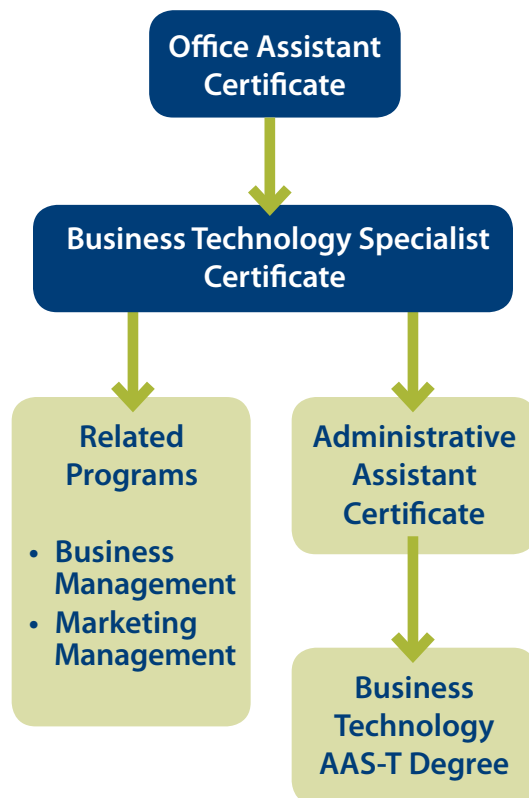 Office Assistant
Certificate
Business Technology Specialist
Certificate
Related
Programs
• Business
Management
• Marketing
Management
Administrative
Assistant
Certificate
Business
Technology
AAS-T Degree